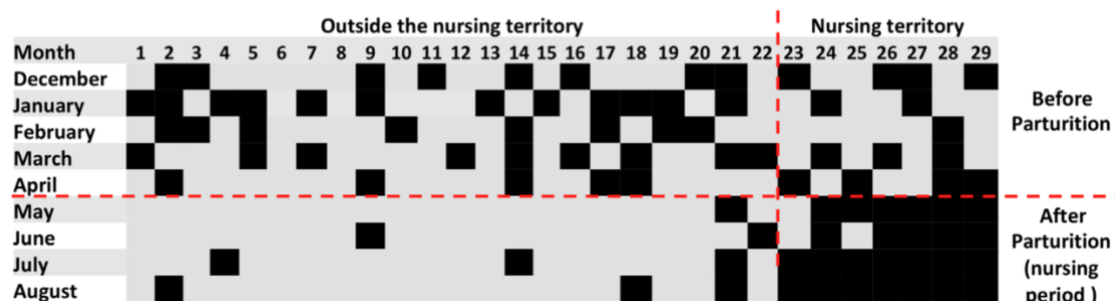 Outside the nursing territory Nursing territory
Month 1 2 3 4 5 6 7 8 9 10 11 12 13 14 15 16 17 18 19 20 21 22 23 24 25 26 27 28 29
December
January
February
March
April
Before
Parturition
May
June
July
August
After
Parturition
(nursing
period )